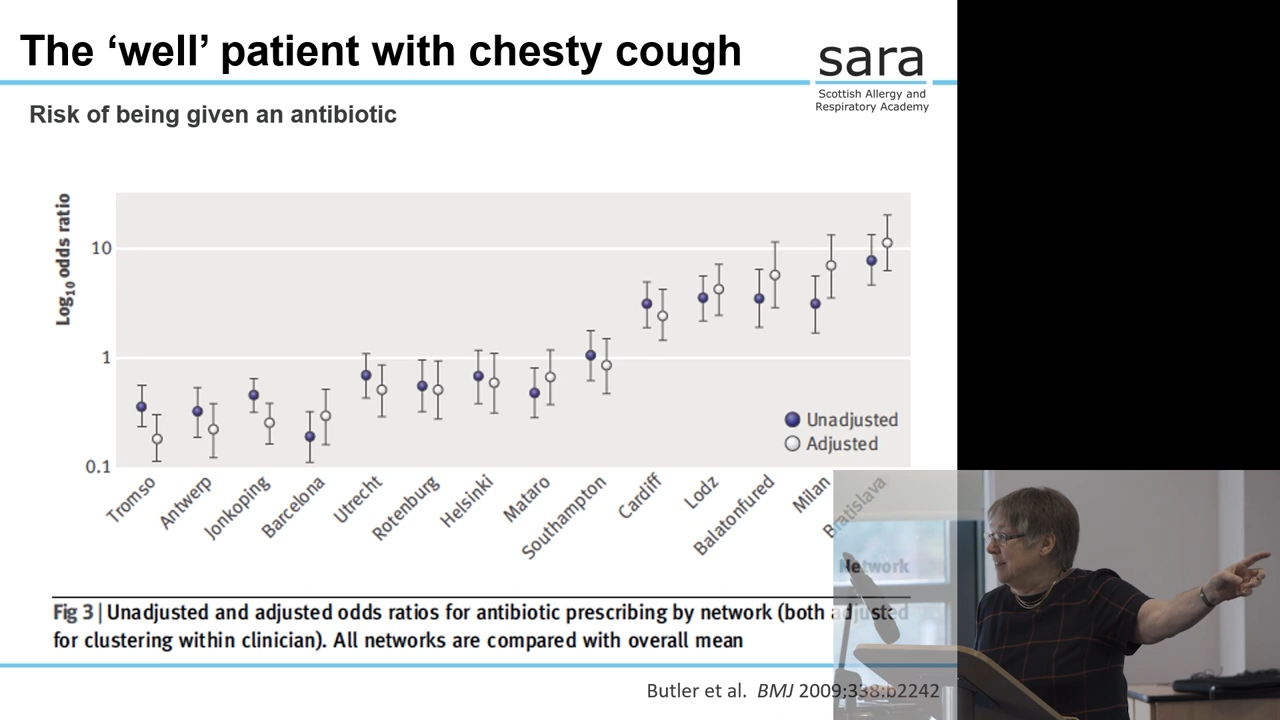 The ‘well’ patient with chesty cough
sara
Scottish Allergy and
Respiratory Academy
Risk of being given an antibiotic
Log10 odds ratio
10
1
0.1
Unadjusted
Adjusted
Tromso
Antwerp
Jonkoping
Barcelona
Utrecht
Rotenburg
Helsinki
Mataro
Southampton
Cardiff
Lodz
Balatonfured
Milan
Bratislava
Network
Fig 3 | Unadjusted and adjusted odds ratios for antibiotic prescribing by network (both adjusted
for clustering within clinician). All networks are compared with overall mean
Butler et al. BMJ 2009;338:b2242